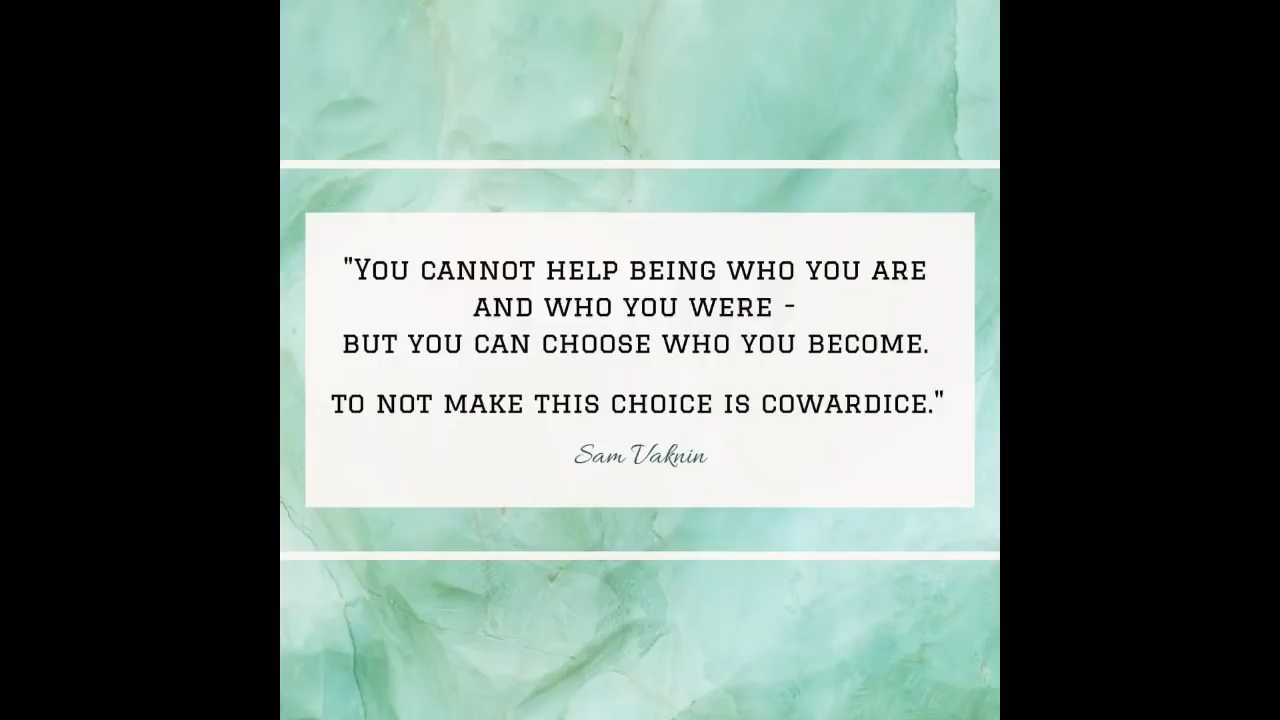 "You cannot help being who you are
and who you were -
but you can choose who you become.
to not make this choice is cowardice."
Sam Vaknin